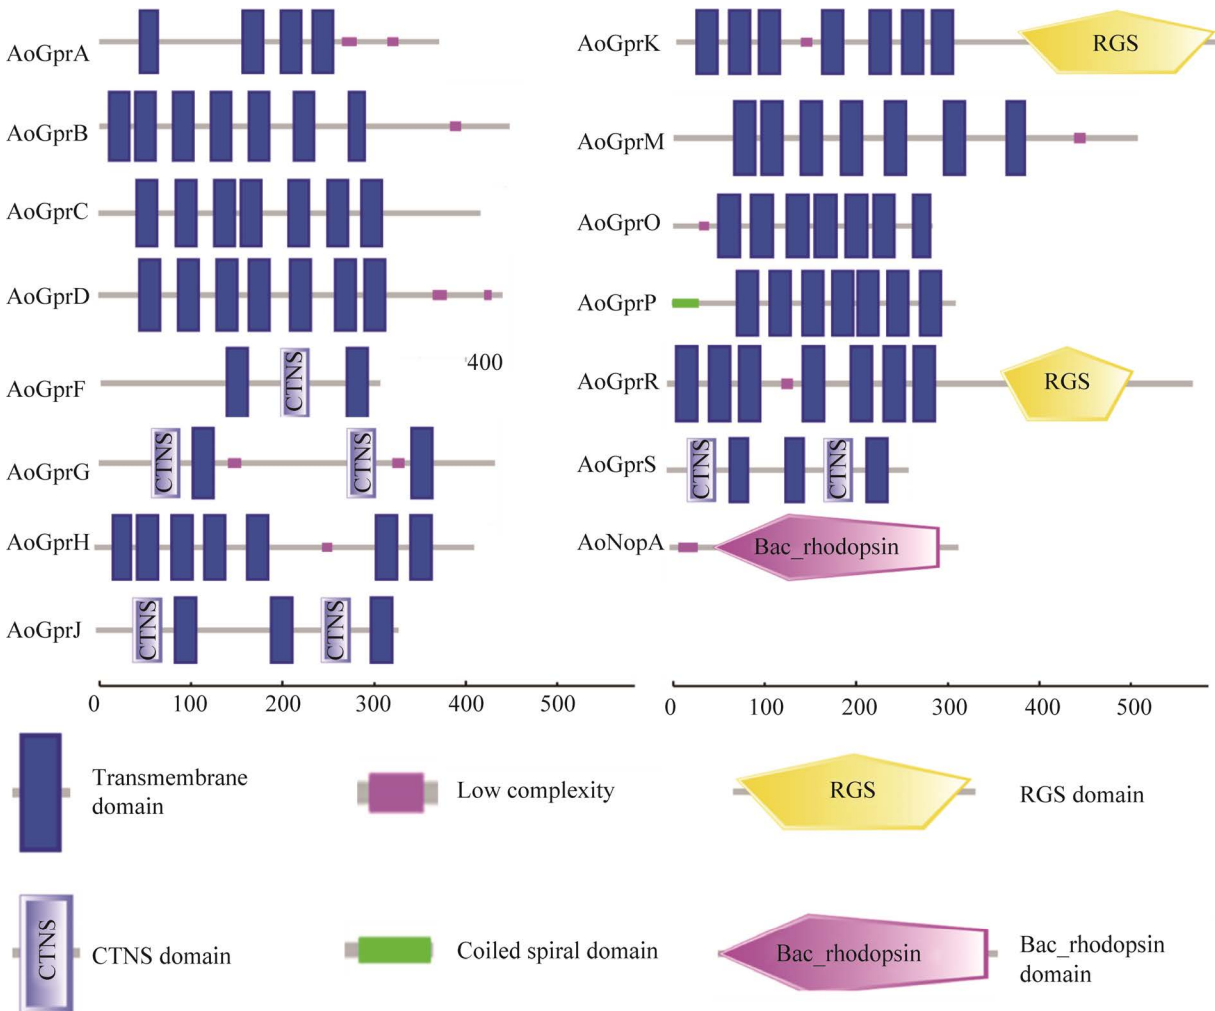 AoGprA
AoGprB
AoGprC
AoGprD
AoGprF
CTNS
'400
AoGprG
CTNS
CTNS
AoGprH
AoGprJ
CTNS
CTNS
0 100 200 300 400 500
AoGprK
RGS
AoGprM
AoGprO
AoGprP
AoGprR
RGS
AoGprS
CTNS
CTNS
AoNopA
Bac_rhodopsin
0 100 200 300 400 500
Transmembrane
domain
Low complexity
RGS
RGS domain
CTNS
CTNS domain
Coiled spiral domain
Bac_rhodopsin
Bac_rhodopsin
domain